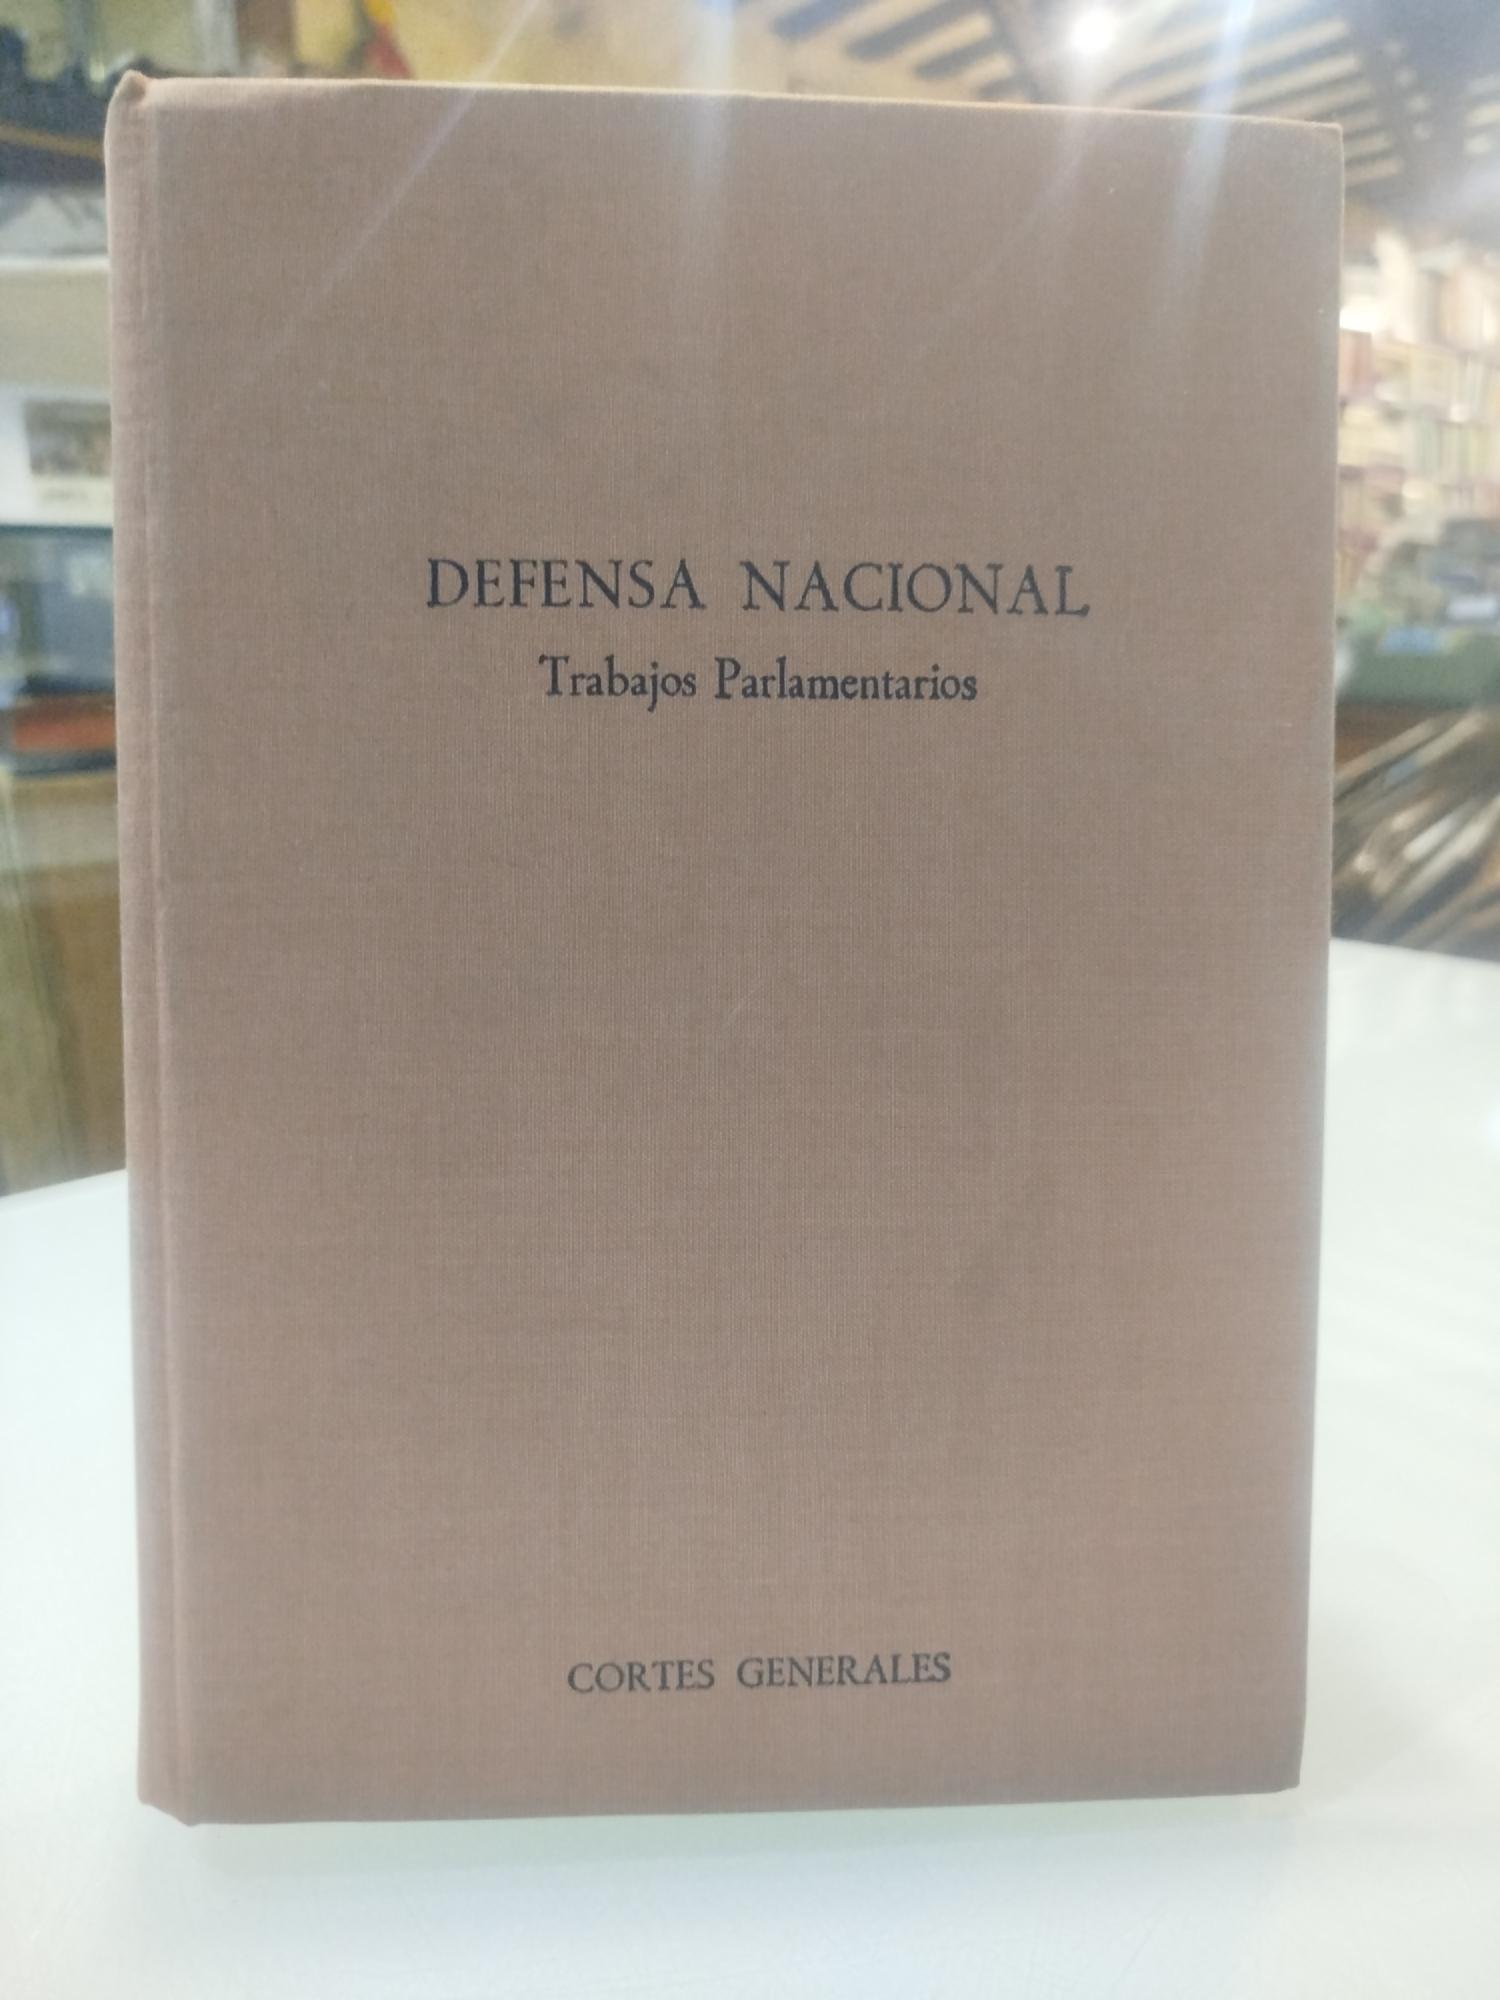 DEFENSA NACIONAL
Trabajos Parlamentarios
CORTES GENERALES